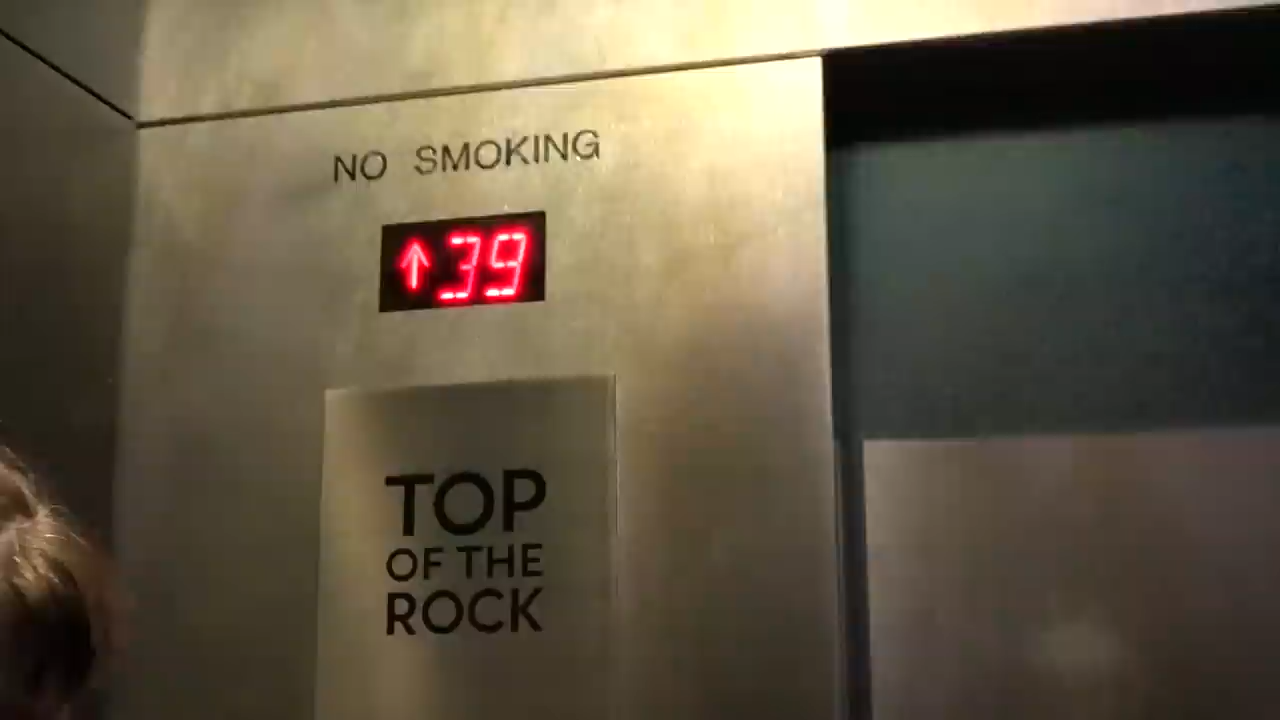 NO SMOKING
↑39
TOP
OF THE
ROCK